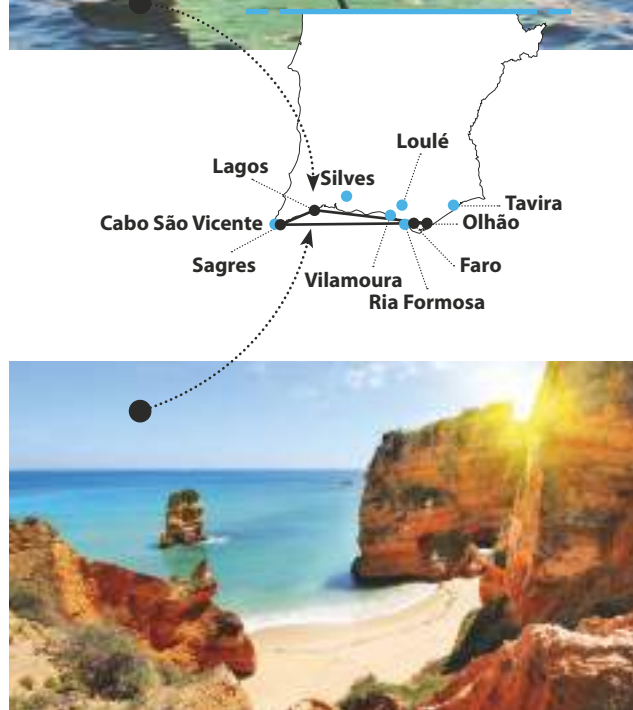 Loulé
Lagos
Silves
Tavira
Cabo São Vicente
Olhão
Sagres
Faro
Vilamoura
Ria Formosa